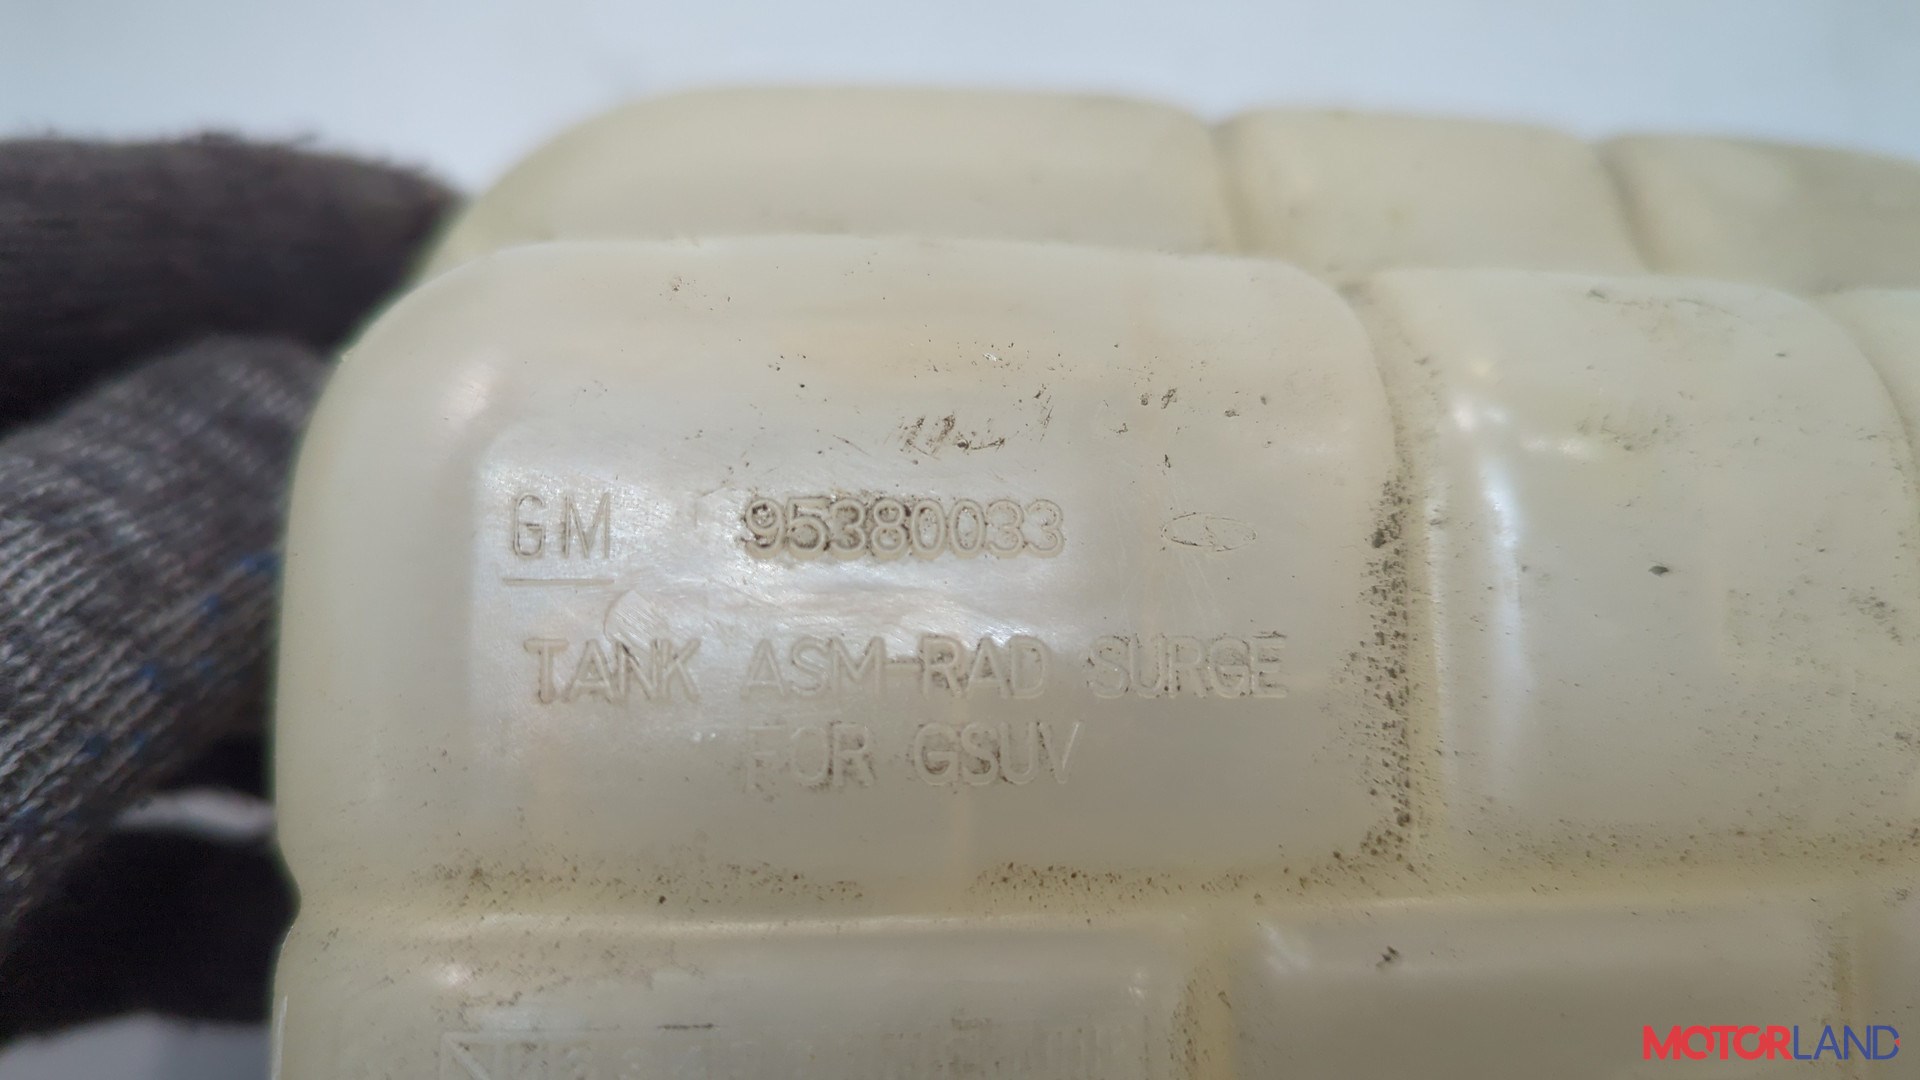 GM 95380033
TANK ASM-RAD SURGE
FOR GSUV
MOTORLAND